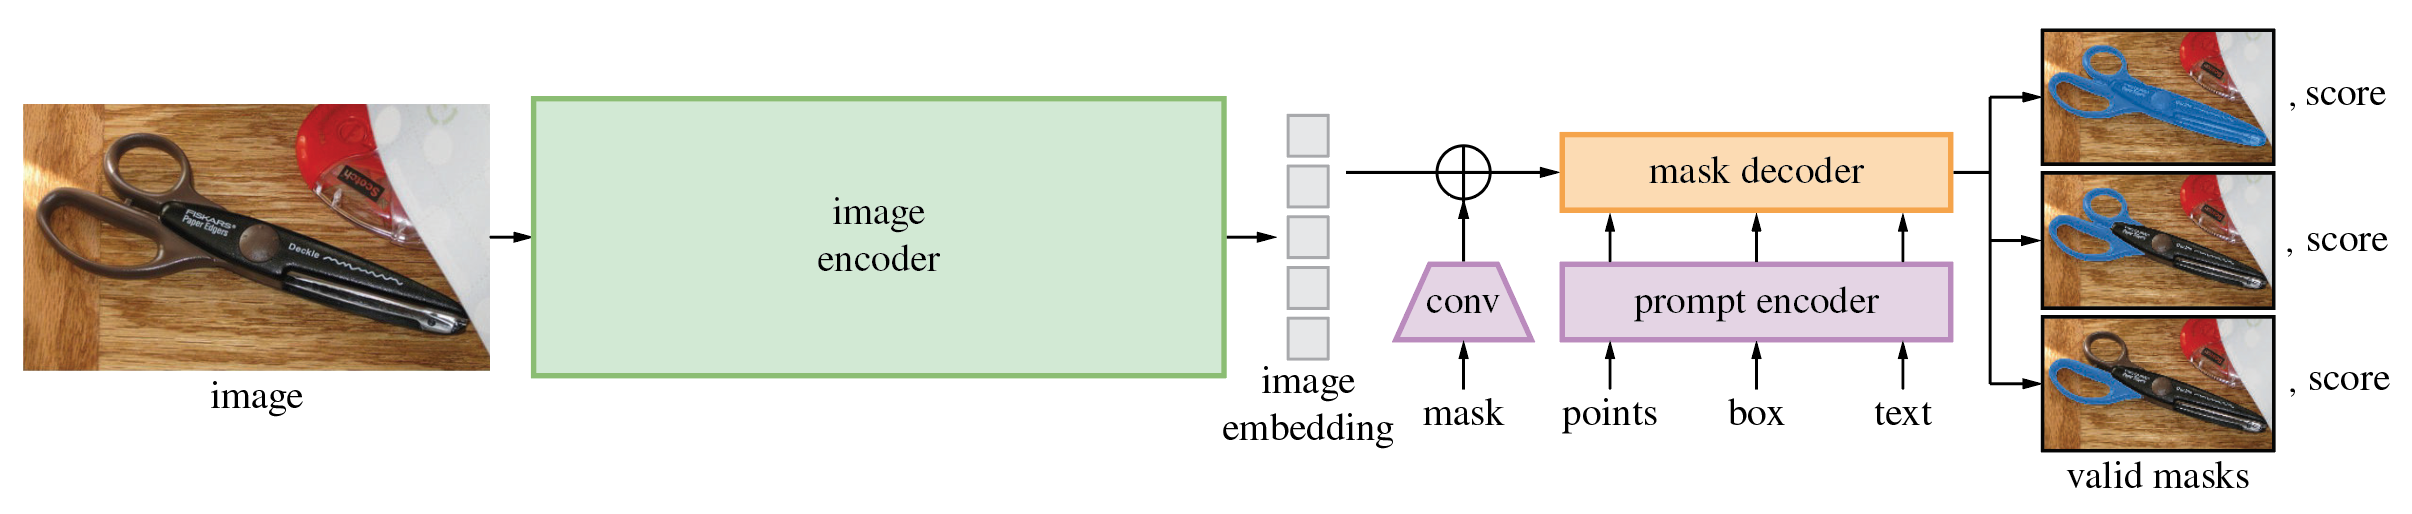 FISKARS®
Paper Edgers
Deckle
Scotch
image
image
encoder
image
embedding
conv
mask
mask decoder
prompt encoder
points
box
text
, score
, score
, score
valid masks